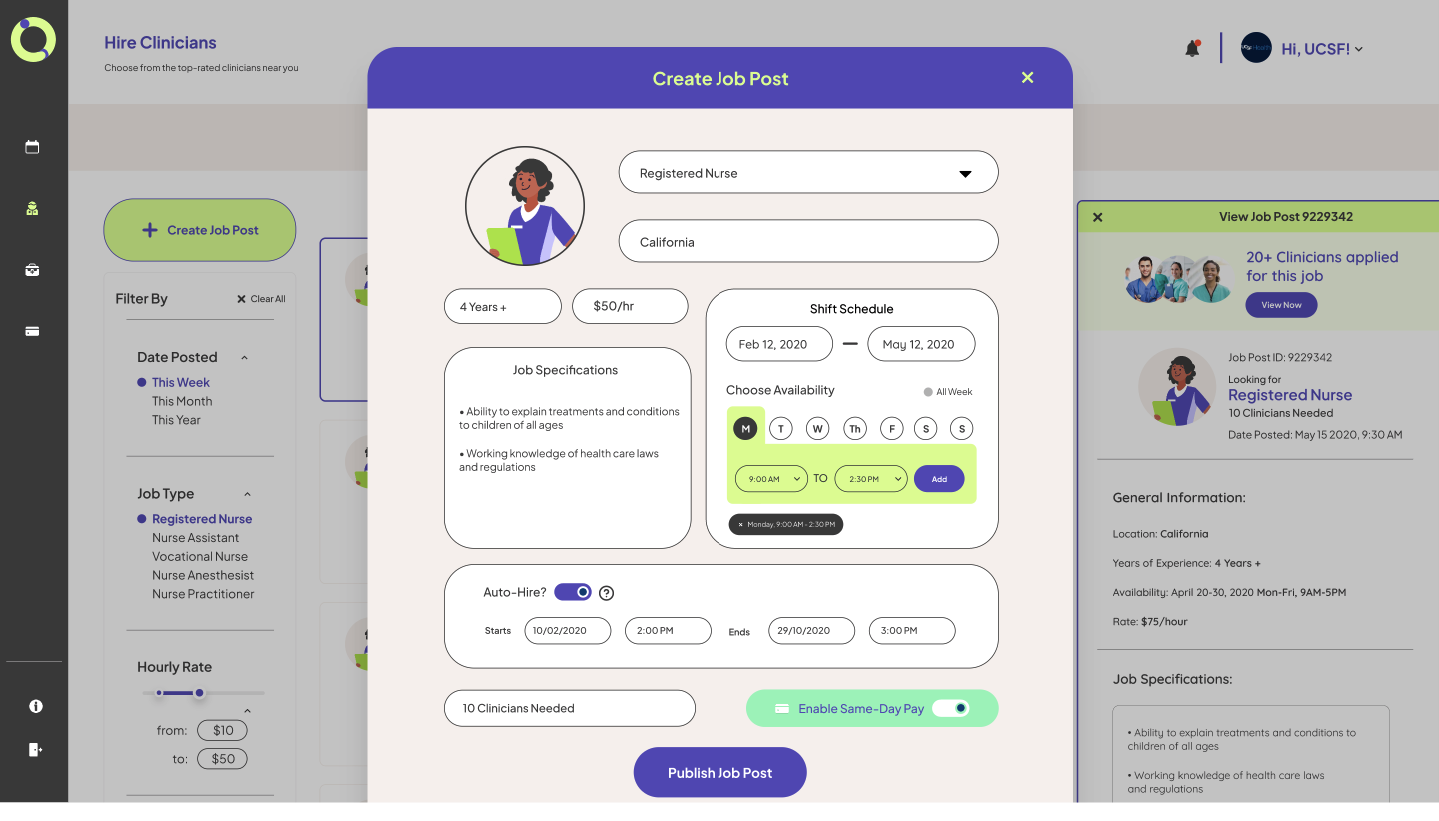 Hire Clinicians
Choose from the top-rated clinicians near you
Hi, UCSF!
Create Job Post
Registered Nurse
California
4 Years +
$50/hr
Job Specifications
• Ability to explain treatments and conditions
to children of all ages
• Working knowledge of health care laws
and regulations
Shift Schedule
Feb 12, 2020
May 12, 2020
Choose Availability
All Week
M
T
W
Th
F
S
S
9:00 AM
TO
2:30 PM
Add
× Monday, 9:00 AM - 2:30 PM
Auto-Hire?
?
Starts
10/02/2020
2:00 PM
Ends
29/10/2020
3:00 PM
10 Clinicians Needed
Enable Same-Day Pay
Publish Job Post
Create Job Post
Filter By
Clear All
Date Posted
This Week
This Month
This Year
Job Type
Registered Nurse
Nurse Assistant
Vocational Nurse
Nurse Anesthesist
Nurse Practitioner
Hourly Rate
from:
$10
to:
$50
View Job Post 9229342
20+ Clinicians applied
for this job
View Now
Job Post ID: 9229342
Looking for
Registered Nurse
10 Clinicians Needed
Date Posted: May 15 2020, 9:30 AM
General Information:
Location: California
Years of Experience: 4 Years +
Availability: April 20-30, 2020 Mon-Fri, 9AM-5PM
Rate: $75/hour
Job Specifications:
• Ability to explain treatments and conditions to
children of all ages
• Working knowledge of health care laws
and regulations